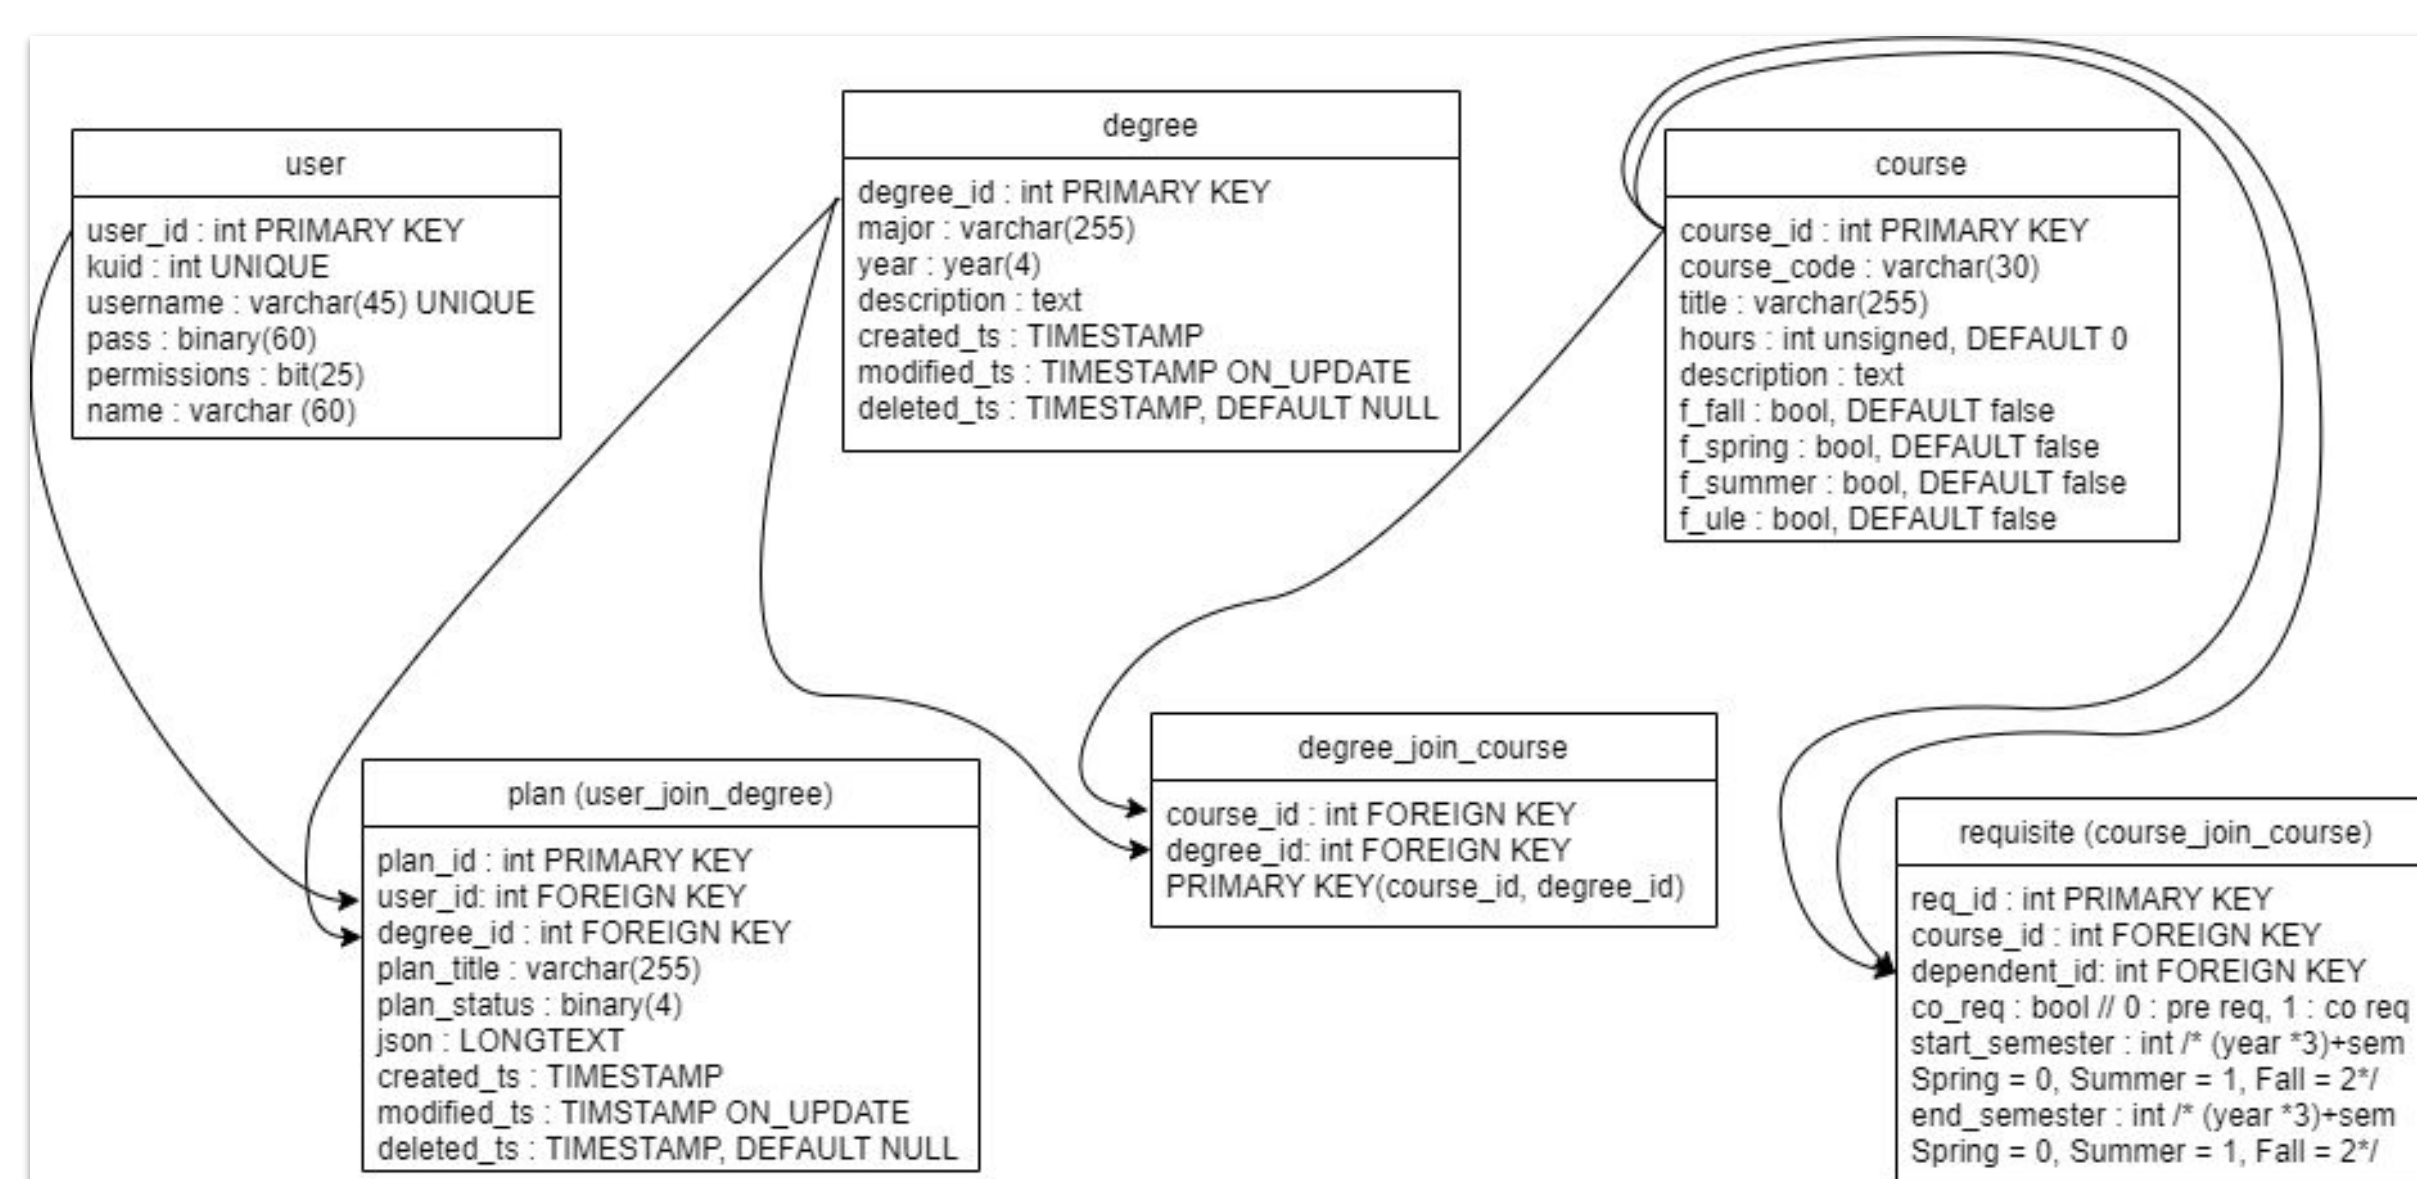 user
user_id : int PRIMARY KEY
kuid : int UNIQUE
username : varchar(45) UNIQUE
pass : binary(60)
permissions : bit(25)
name : varchar (60)
degree
degree_id : int PRIMARY KEY
major : varchar(255)
year : year(4)
description : text
created_ts : TIMESTAMP
modified_ts : TIMESTAMP ON_UPDATE
deleted_ts : TIMESTAMP, DEFAULT NULL
course
course_id : int PRIMARY KEY
course_code : varchar(30)
title : varchar(255)
hours : int unsigned, DEFAULT 0
description : text
f_fall : bool, DEFAULT false
f_spring : bool, DEFAULT false
f_summer : bool, DEFAULT false
f_ule : bool, DEFAULT false
plan (user_join_degree)
plan_id : int PRIMARY KEY
user_id: int FOREIGN KEY
degree_id : int FOREIGN KEY
plan_title : varchar(255)
plan_status : binary(4)
json : LONGTEXT
created_ts : TIMESTAMP
modified_ts : TIMSTAMP ON_UPDATE
deleted_ts : TIMESTAMP, DEFAULT NULL
degree_join_course
course_id : int FOREIGN KEY
degree_id: int FOREIGN KEY
PRIMARY KEY(course_id, degree_id)
requisite (course_join_course)
req_id : int PRIMARY KEY
course_id : int FOREIGN KEY
dependent_id: int FOREIGN KEY
co_req : bool // 0 : pre req, 1 : co req
start_semester : int /* (year *3)+sem
Spring = 0, Summer = 1, Fall = 2*/
end_semester : int /* (year *3)+sem
Spring = 0, Summer = 1, Fall = 2*/